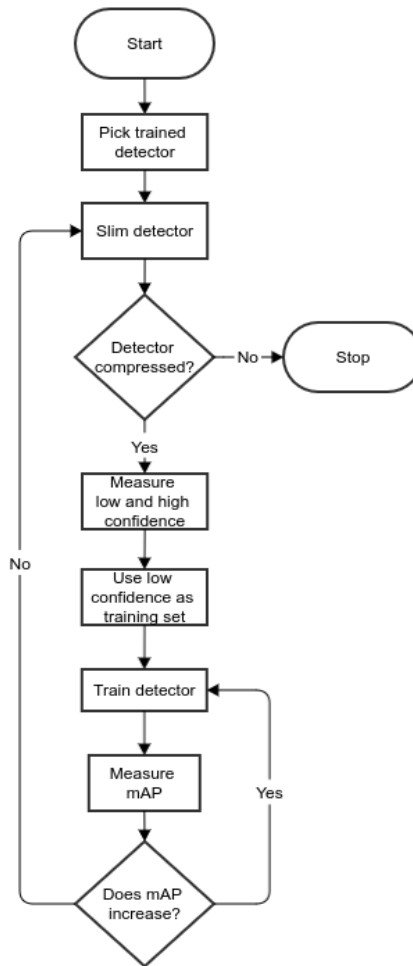 Start
Pick trained
detector
Slim detector
Detector
compressed?
No
Stop
Yes
Measure
low and high
confidence
No
Use low
confidence as
training set
Train detector
Measure
mAP
Yes
Does mAP
increase?